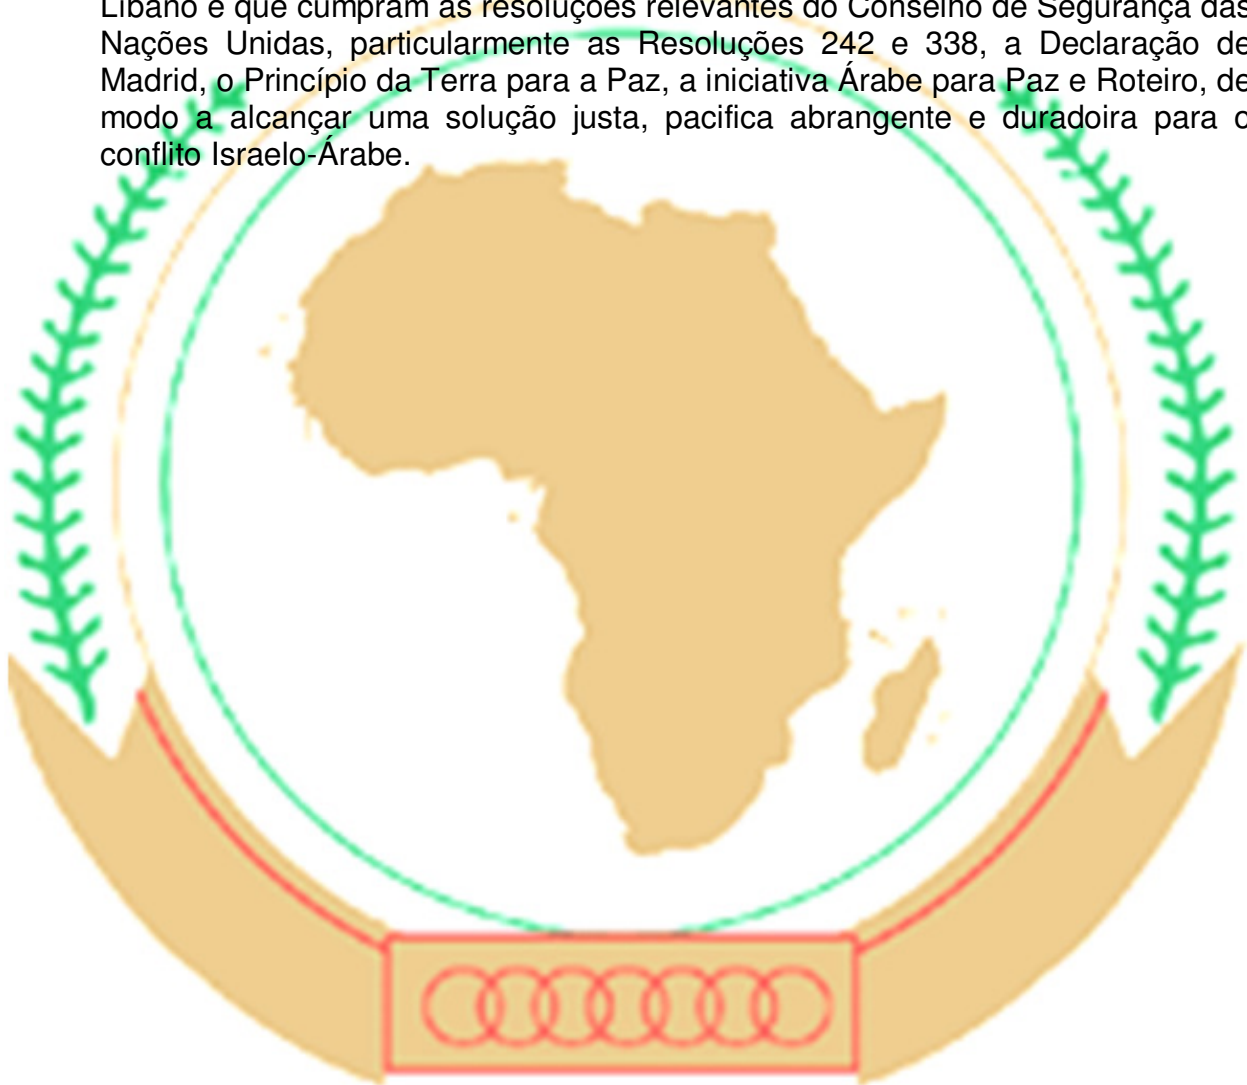 Líbano e que cumpram as resoluções relevantes do Conselho de Segurança das
Nações Unidas, particularmente as Resoluções 242 e 338, a Declaração de
Madrid, o Princípio da Terra para a Paz, a iniciativa Árabe para Paz e Roteiro, de
modo a alcançar uma solução justa, pacifica abrangente e duradoira para o
conflito Israelo-Árabe.